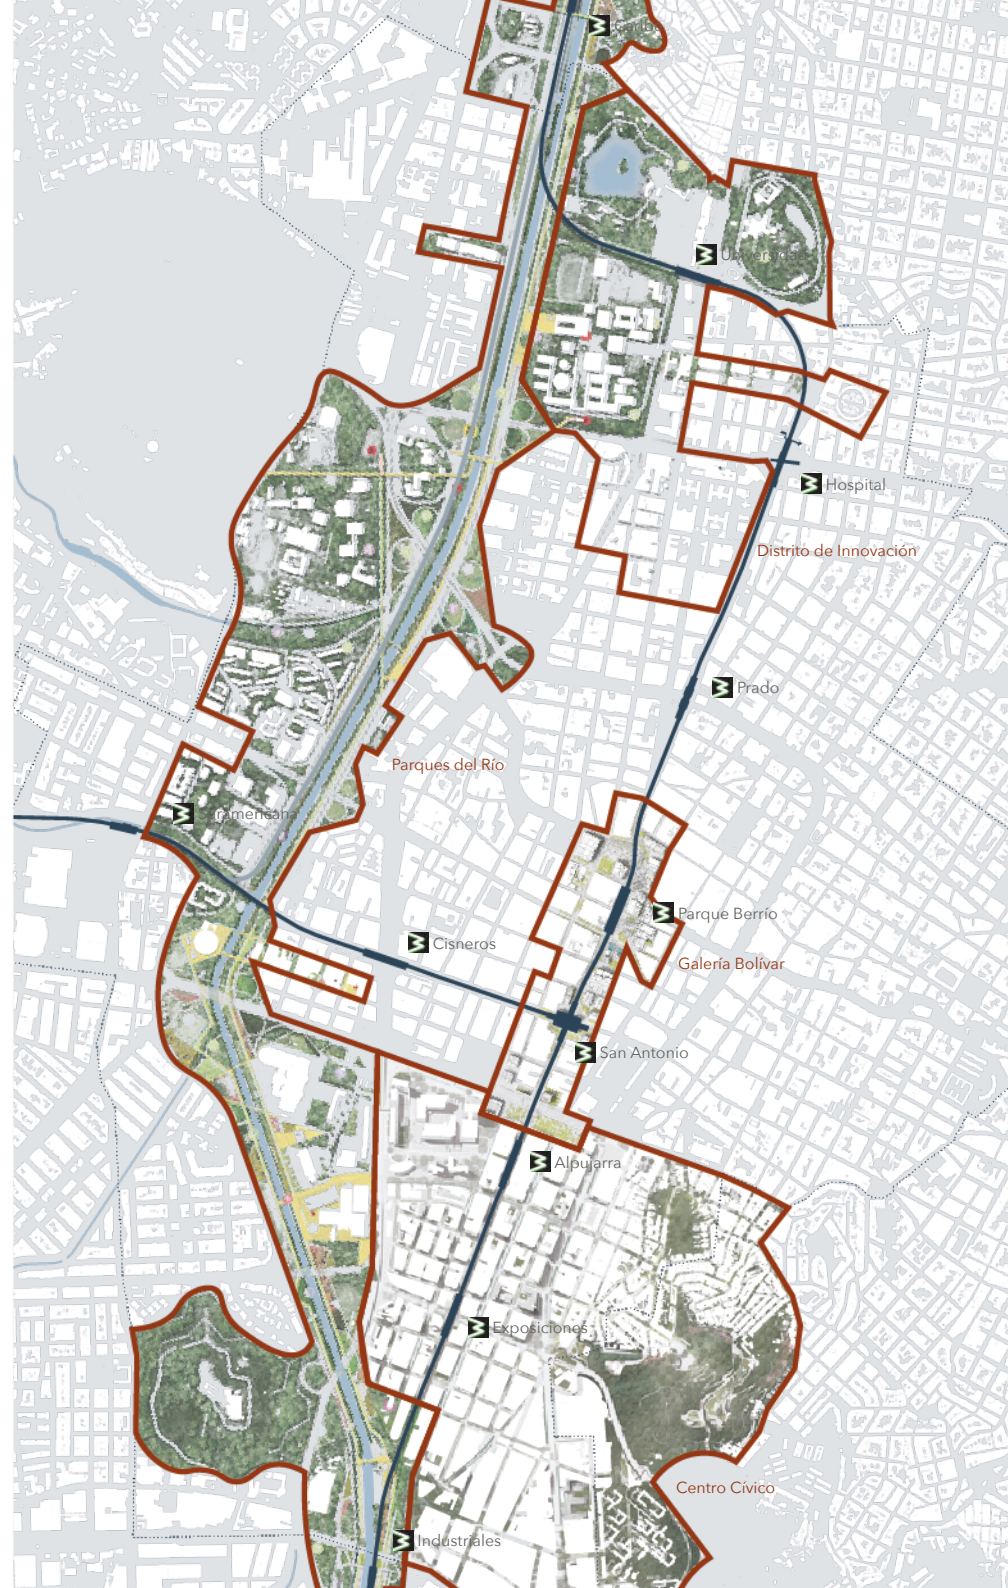 Universidad
Hospital
Distrito de Innovación
Prado
Parques del Río
Suramericana
Parque Berrío
Cisneros
Galería Bolívar
San Antonio
Alpujarra
Exposiciones
Centro Cívico
Industriales